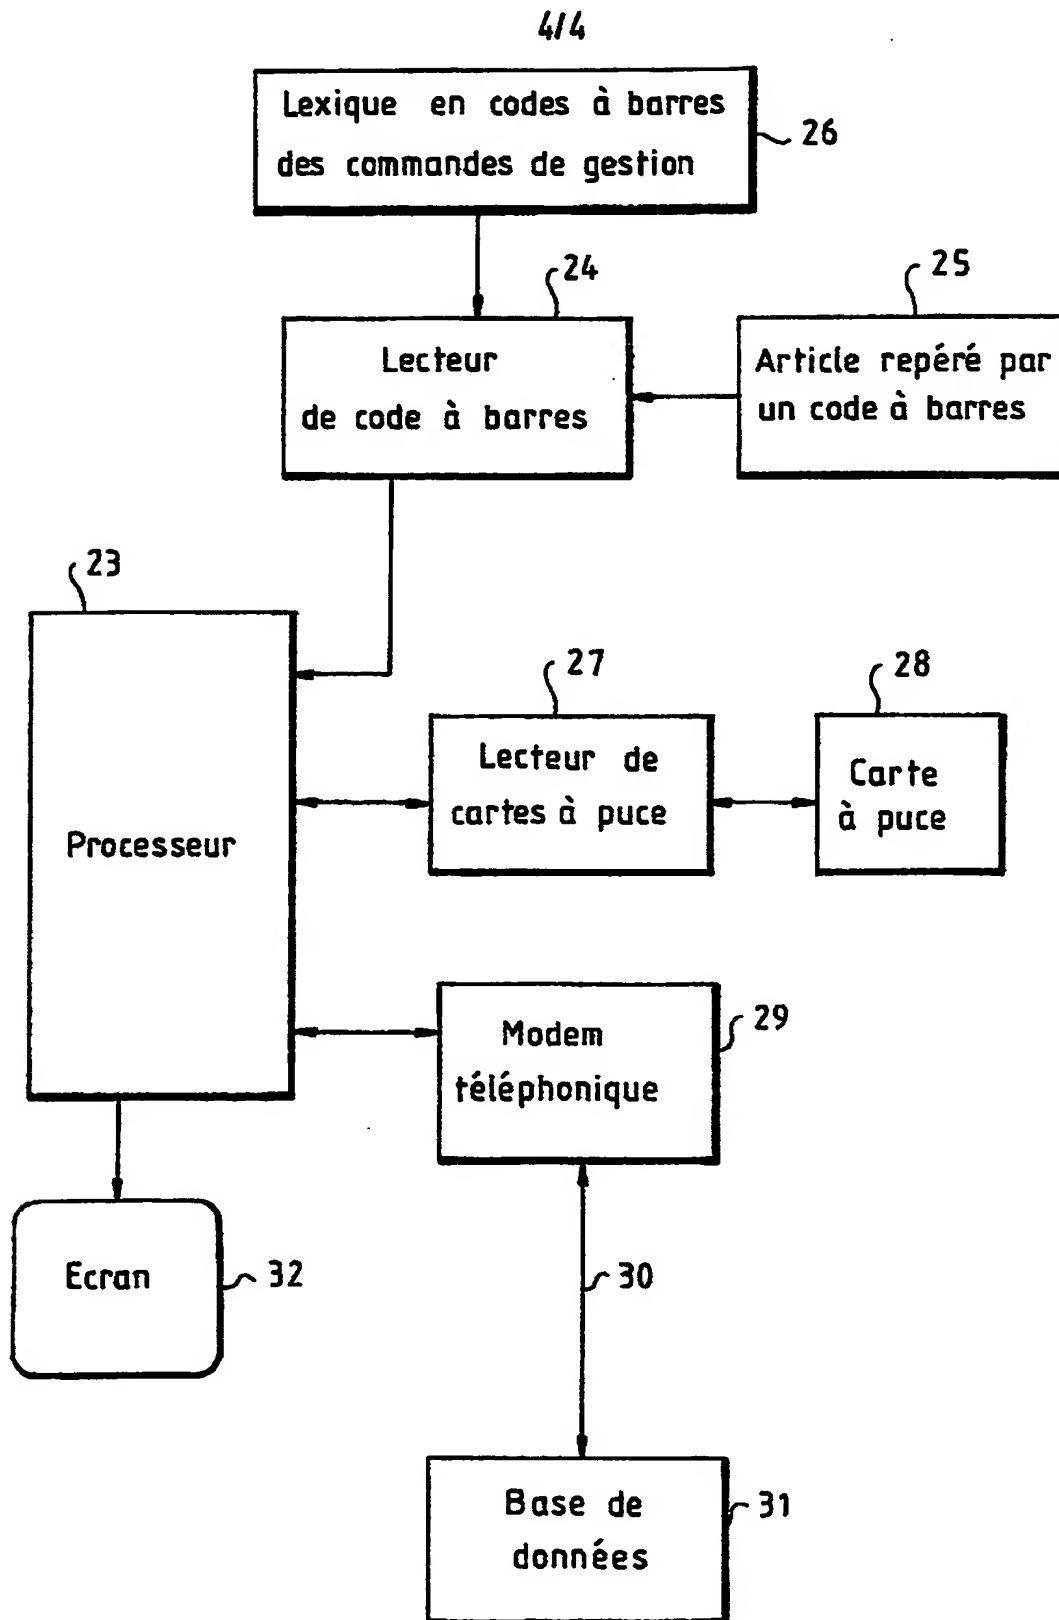 4/4
Lexique en codes à barres
des commandes de gestion
26
24
25
Lecteur
de code à barres
Article repéré par
un code à barres
23
27
28
Processeur
Lecteur de
cartes à puce
Carte
à puce
Modem
téléphonique
29
Ecran
32
30
Base de
données
31